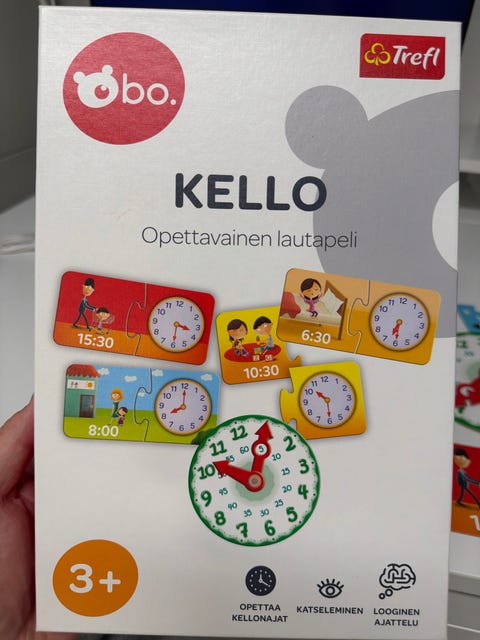 bo.
Trefl
KELLO
Opettavainen lautapeli
15:30
6:30
10:30
8:00
3+
OPETTAA
KELLONAJAT
KATSELEMINEN
LOOGINEN
AJATTELU